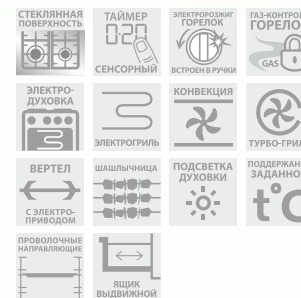 СТЕКЛЯННАЯ
ПОВЕРХНОСТЬ
ТАЙМЕР
0:20
СЕНСОРНЫЙ
ЭЛЕКТРОРОЗЖИГ
ГОРЕЛОК
ВСТРОЕН В РУЧКИ
ГАЗ-КОНТРО
ГОРЕЛО
GAS
ЭЛЕКТРО-
ДУХОВКА
ЭЛЕКТРОГРИЛЬ
КОНВЕКЦИЯ
ТУРБО-ГРИЛ
ВЕРТЕЛ
С ЭЛЕКТРО-
ПРИВОДОМ
ШАШЛЫЧНИЦА
ПОДСВЕТКА
ДУХОВКИ
ПОДДЕРЖАН
ЗАДАННО
t°C
ПРОВОЛОЧНЫЕ
НАПРАВЛЯЮЩИЕ
ЯЩИК
ВЫДВИЖНОЙ